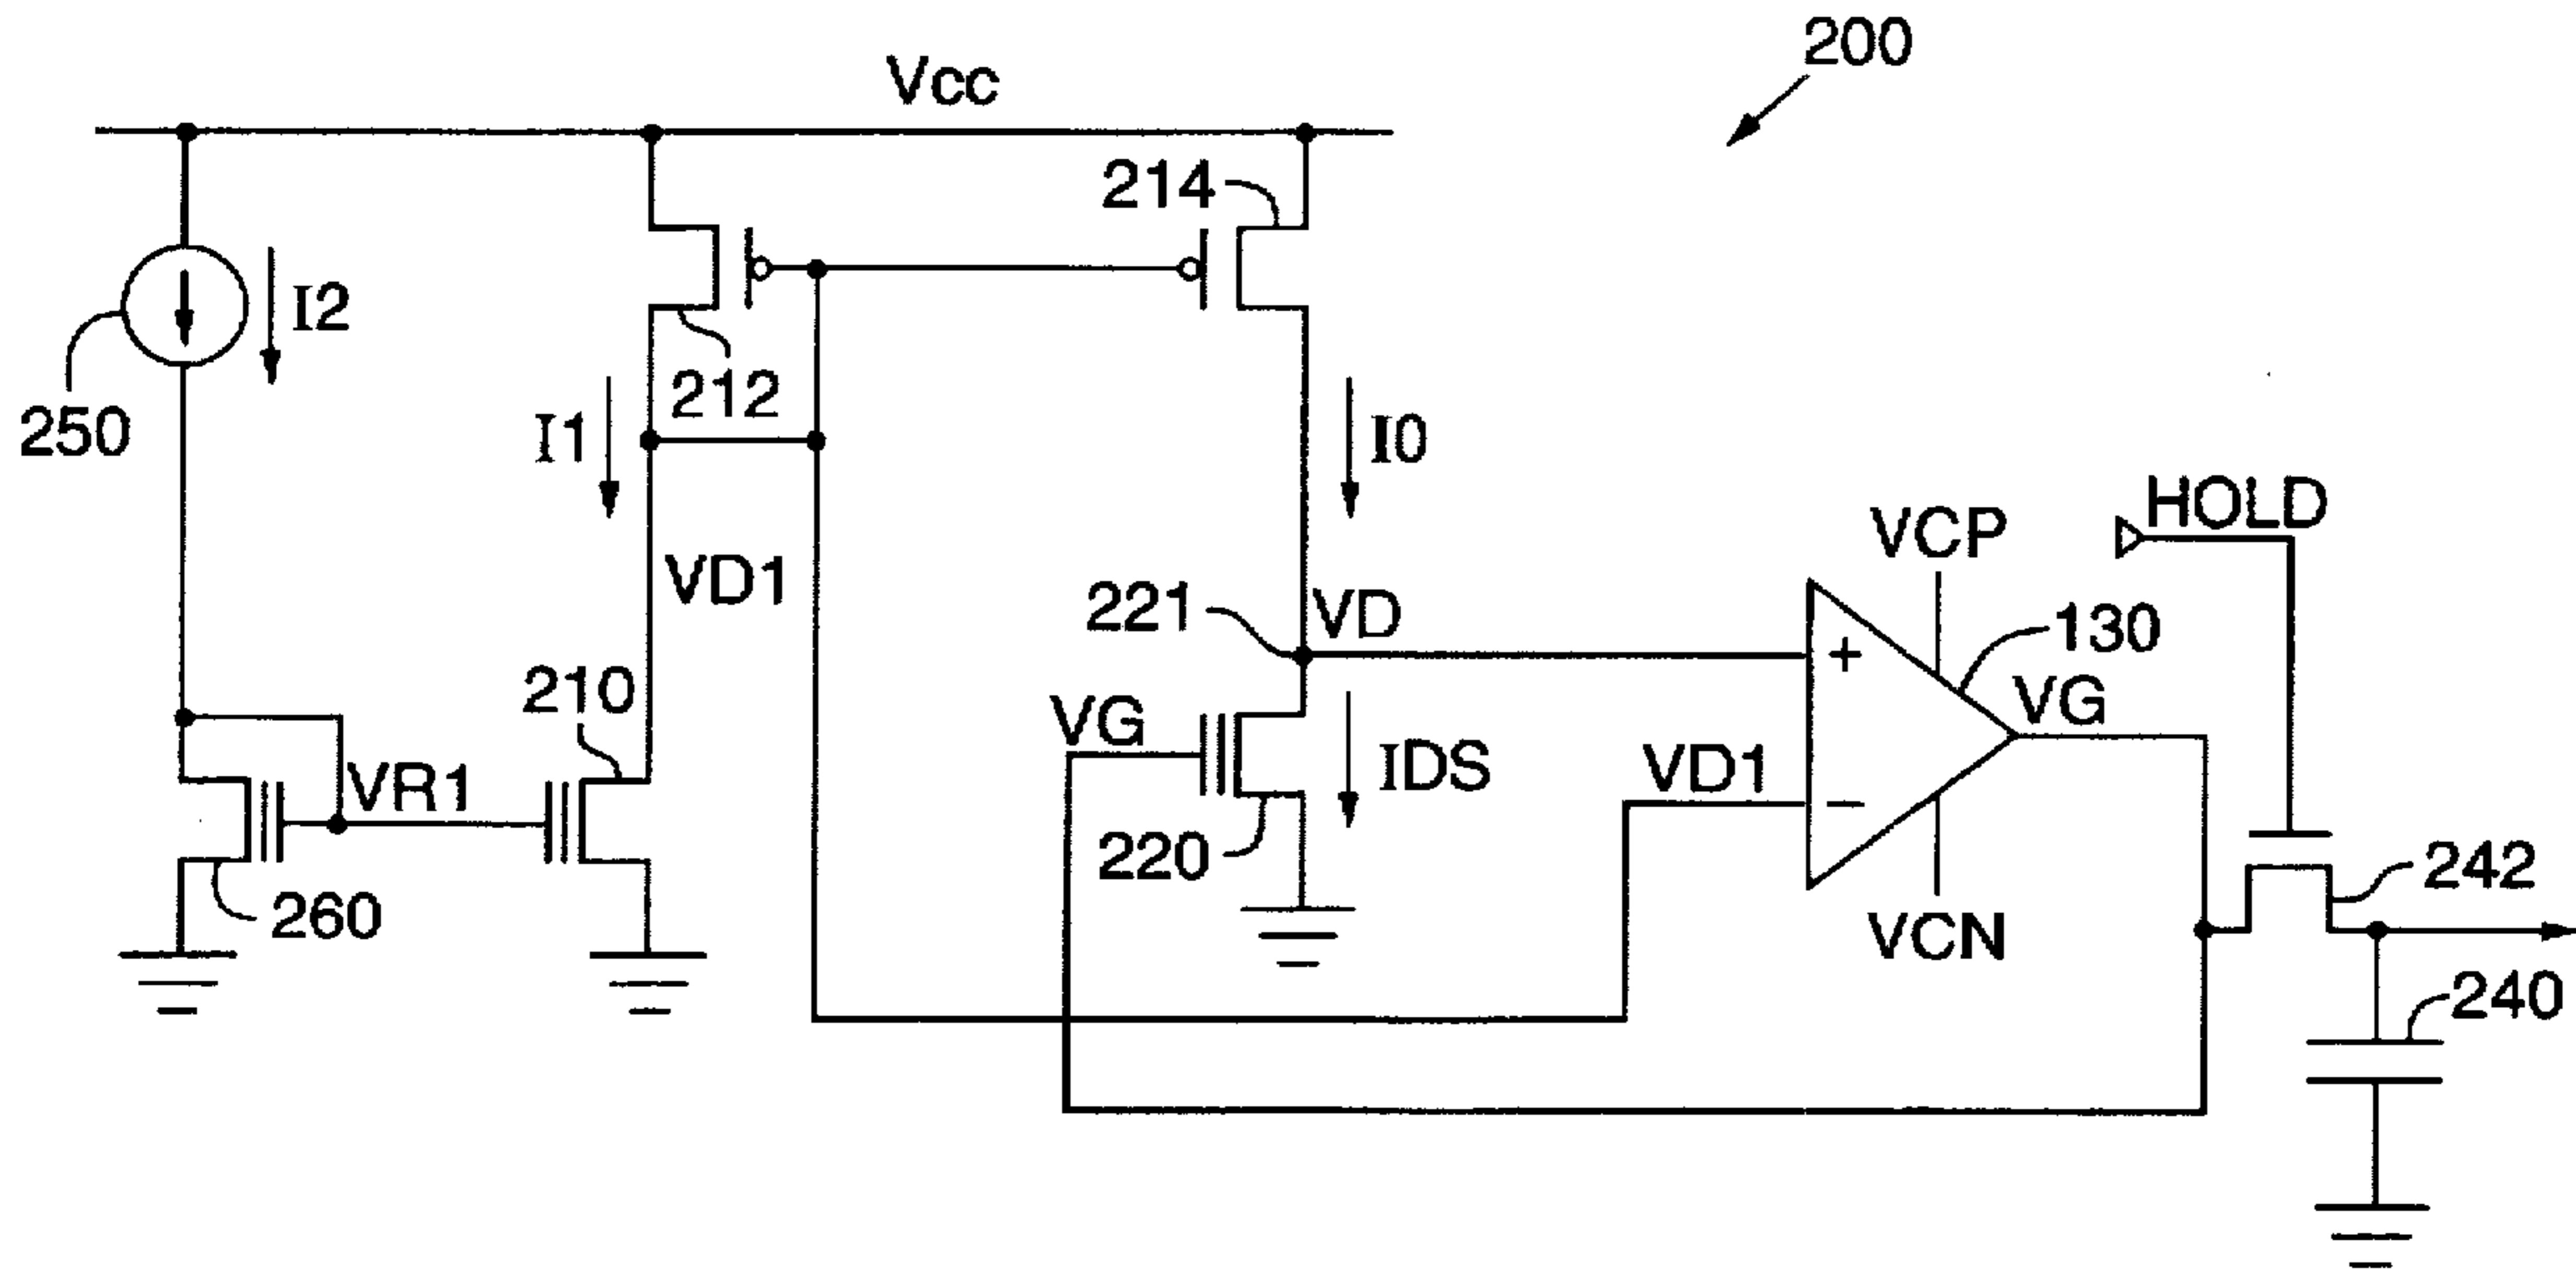 200
Vcc
214
I2
250
212
I1
I0
HOLD
VCP
VD1
221
VD
130
210
VG
VG
VR1
IDS
VD1
220
242
260
VCN
240
+
−